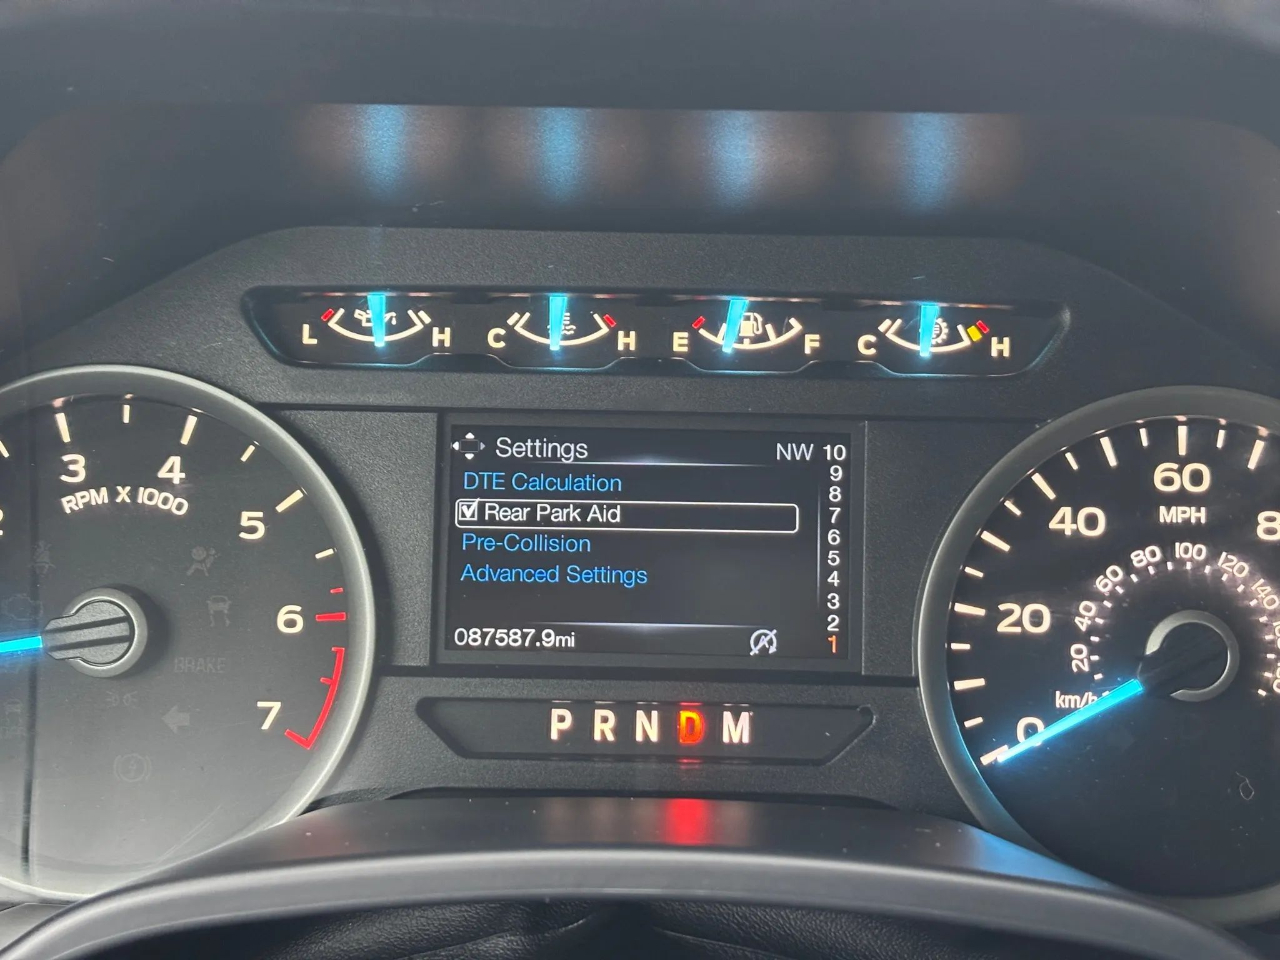 L H C H E F C H
3 4 5 6 7
RPM X 1000
BRAKE
Settings NW
DTE Calculation
Rear Park Aid
Pre-Collision
Advanced Settings
087587.9mi
10
9
8
7
6
5
4
3
2
1
P R N D M
0 20 40 60
MPH
20 40 60 80 100 120 140
km/h